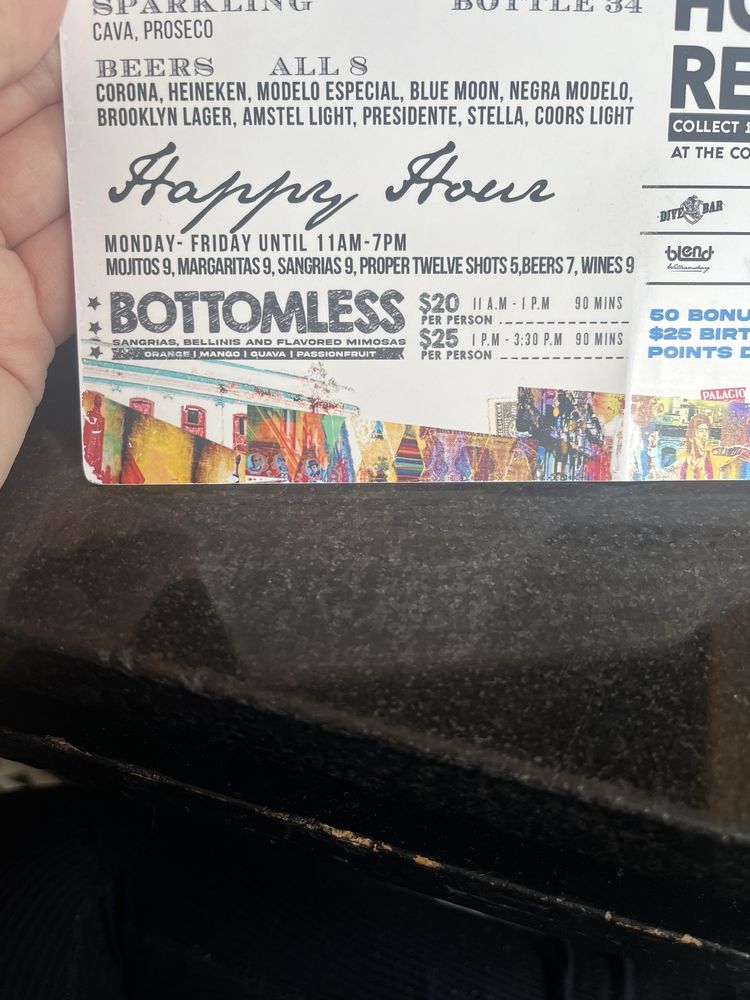 SPARKLING BOTTLE 34
CAVA, PROSECO
BEERS ALL 8
CORONA, HEINEKEN, MODELO ESPECIAL, BLUE MOON, NEGRA MODELO,
BROOKLYN LAGER, AMSTEL LIGHT, PRESIDENTE, STELLA, COORS LIGHT
Happy Hour
MONDAY- FRIDAY UNTIL 11AM-7PM
MOJITOS 9, MARGARITAS 9, SANGRIAS 9, PROPER TWELVE SHOTS 5,BEERS 7, WINES 9
BOTTOMLESS
SANGRIAS, BELLINIS AND FLAVORED MIMOSAS
ORANGE | MANGO | GUAVA | PASSIONFRUIT
$20 11 A.M - 1 P.M 90 MINS
PER PERSON
$25 1 P.M - 3:30 P.M 90 MINS
PER PERSON
HO
RE
COLLECT
AT THE CO
DIVE BAR
blend
Williamsburg
50 BONU
$25 BIRT
POINTS D
PALACIO